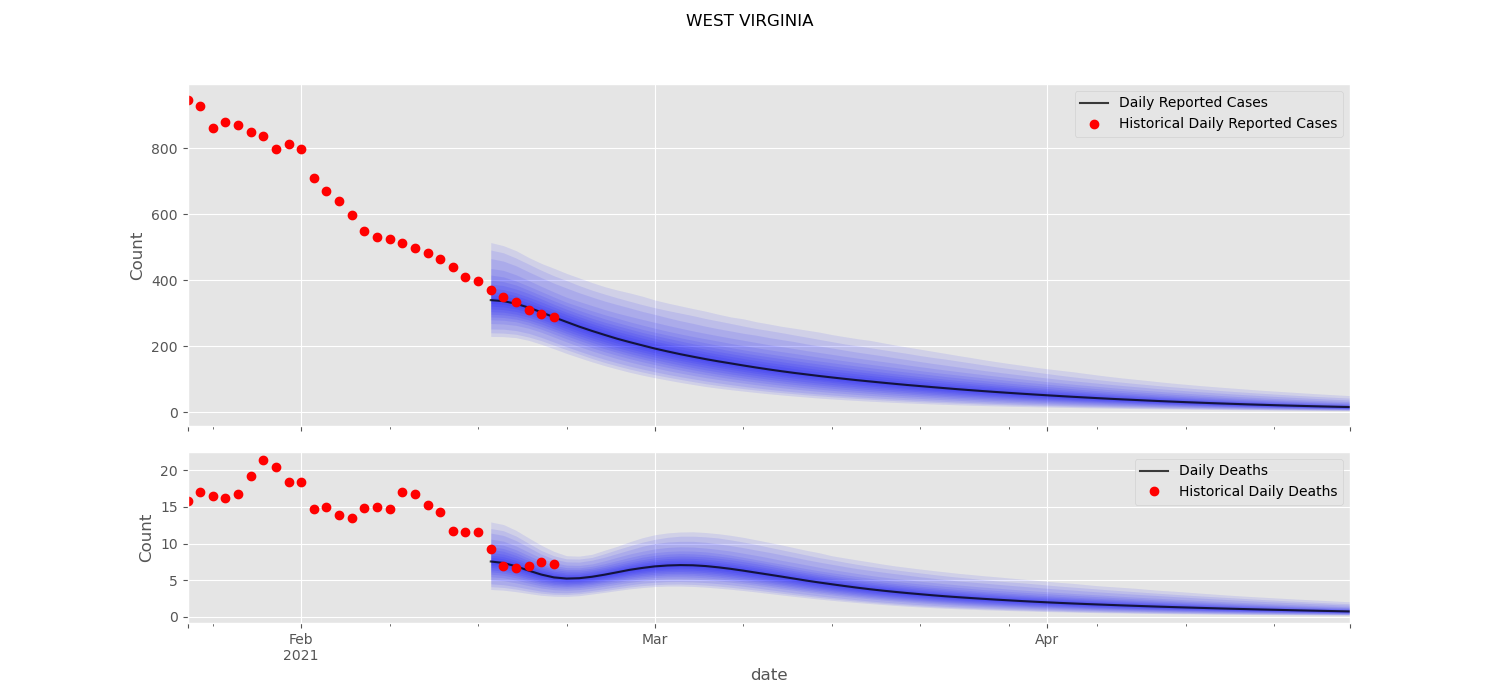 WEST VIRGINIA
Daily Reported Cases
Historical Daily Reported Cases
800
600
400
200
0
Count
Daily Deaths
Historical Daily Deaths
20
15
10
5
0
Count
Feb
2021
Mar
Apr
date